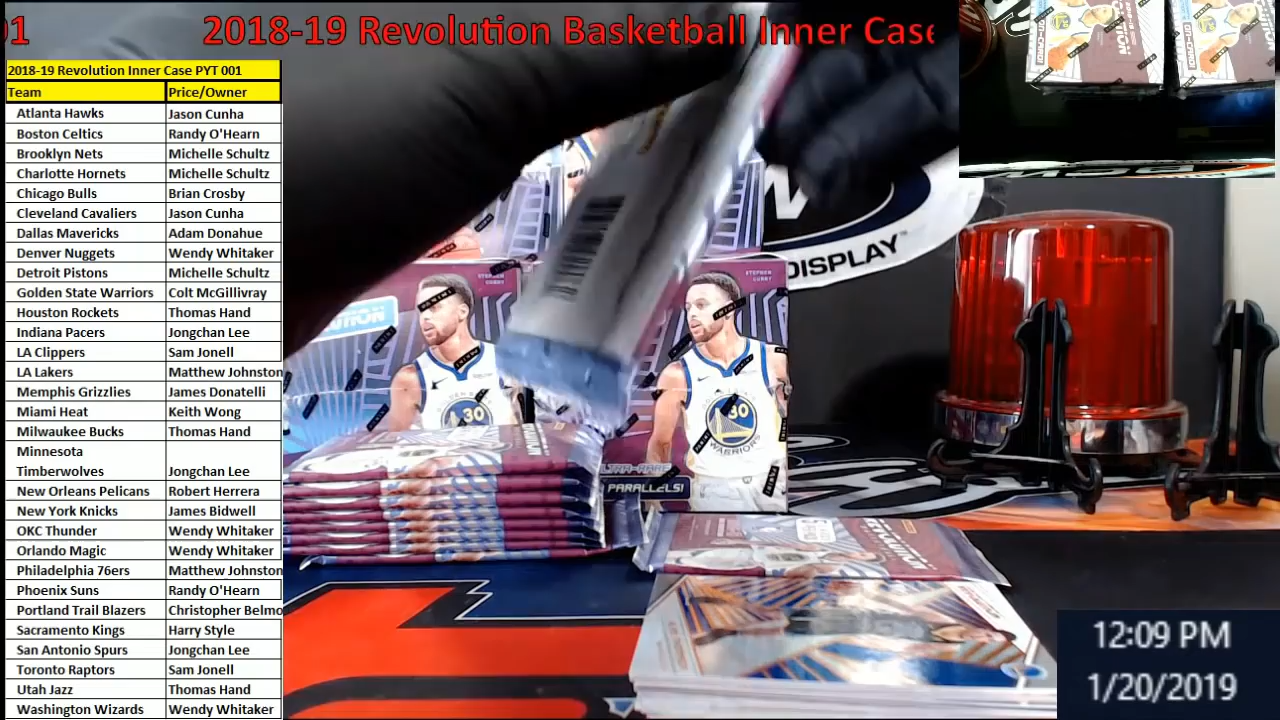 01
2018-19 Revolution Basketball Inner Case
2018-19 Revolution Inner Case PYT 001
Team Price/Owner
Atlanta Hawks Jason Cunha
Boston Celtics Randy O'Hearn
Brooklyn Nets Michelle Schultz
Charlotte Hornets Michelle Schultz
Chicago Bulls Brian Crosby
Cleveland Cavaliers Jason Cunha
Dallas Mavericks Adam Donahue
Denver Nuggets Wendy Whitaker
Detroit Pistons Michelle Schultz
Golden State Warriors Colt McGillivray
Houston Rockets Thomas Hand
Indiana Pacers Jongchan Lee
LA Clippers Sam Jonell
LA Lakers Matthew Johnston
Memphis Grizzlies James Donatelli
Miami Heat Keith Wong
Milwaukee Bucks Thomas Hand
Minnesota
Timberwolves Jongchan Lee
New Orleans Pelicans Robert Herrera
New York Knicks James Bidwell
OKC Thunder Wendy Whitaker
Orlando Magic Wendy Whitaker
Philadelphia 76ers Matthew Johnston
Phoenix Suns Randy O'Hearn
Portland Trail Blazers Christopher Belmo
Sacramento Kings Harry Style
San Antonio Spurs Jongchan Lee
Toronto Raptors Sam Jonell
Utah Jazz Thomas Hand
Washington Wizards Wendy Whitaker
DISPLAY™
STEPHEN
CURRY
STEPHEN
CURRY
30
30
WARRIORS
ULTRA-RARE
PARALLELS!
12:09 PM
1/20/2019